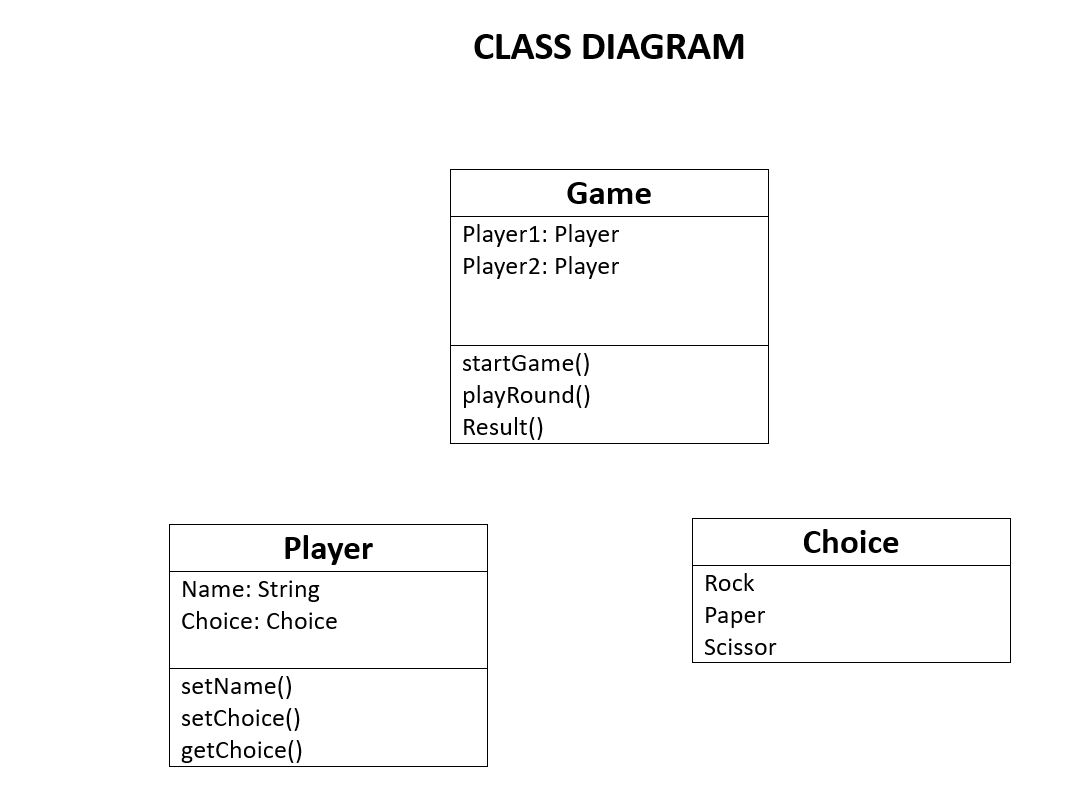 CLASS DIAGRAM
Game
Player1: Player
Player2: Player
startGame()
playRound()
Result()
Player
Name: String
Choice: Choice
setName()
setChoice()
getChoice()
Choice
Rock
Paper
Scissor